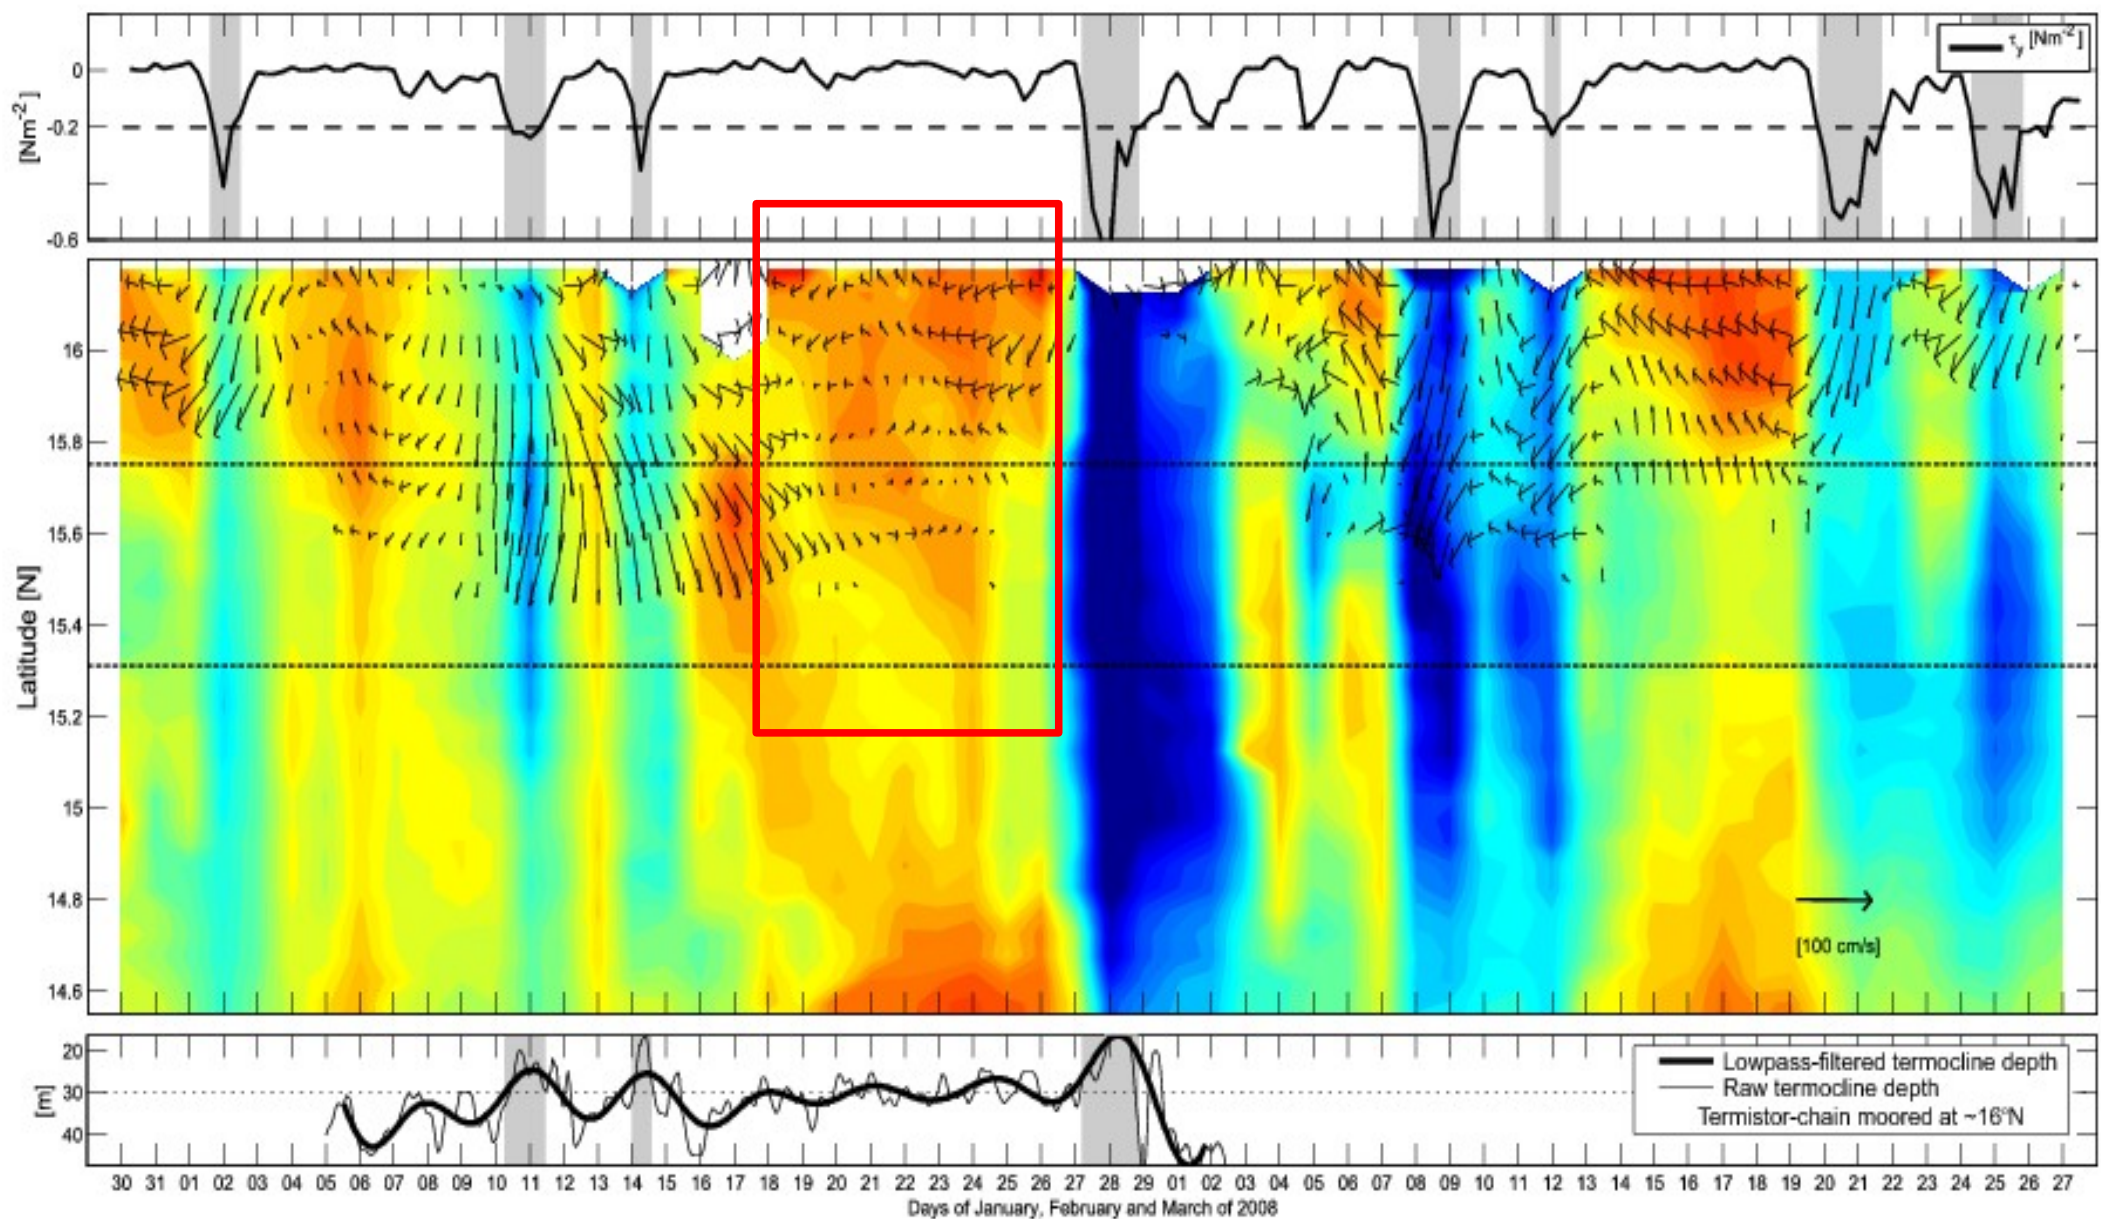 τy [Nm-2]
0
-0.2
-0.6
[Nm-2]
16
15.8
15.6
15.4
15.2
15
14.8
14.6
Latitude [N]
[100 cm/s]
20
30
40
[m]
Lowpass-filtered termocline depth
Raw termocline depth
Termistor-chain moored at ~16°N
30 31 01 02 03 04 05 06 07 08 09 10 11 12 13 14 15 16 17 18 19 20 21 22 23 24 25 26 27 28 29 01 02 03 04 05 06 07 08 09 10 11 12 13 14 15 16 17 18 19 20 21 22 23 24 25 26 27
Days of January, February and March of 2008